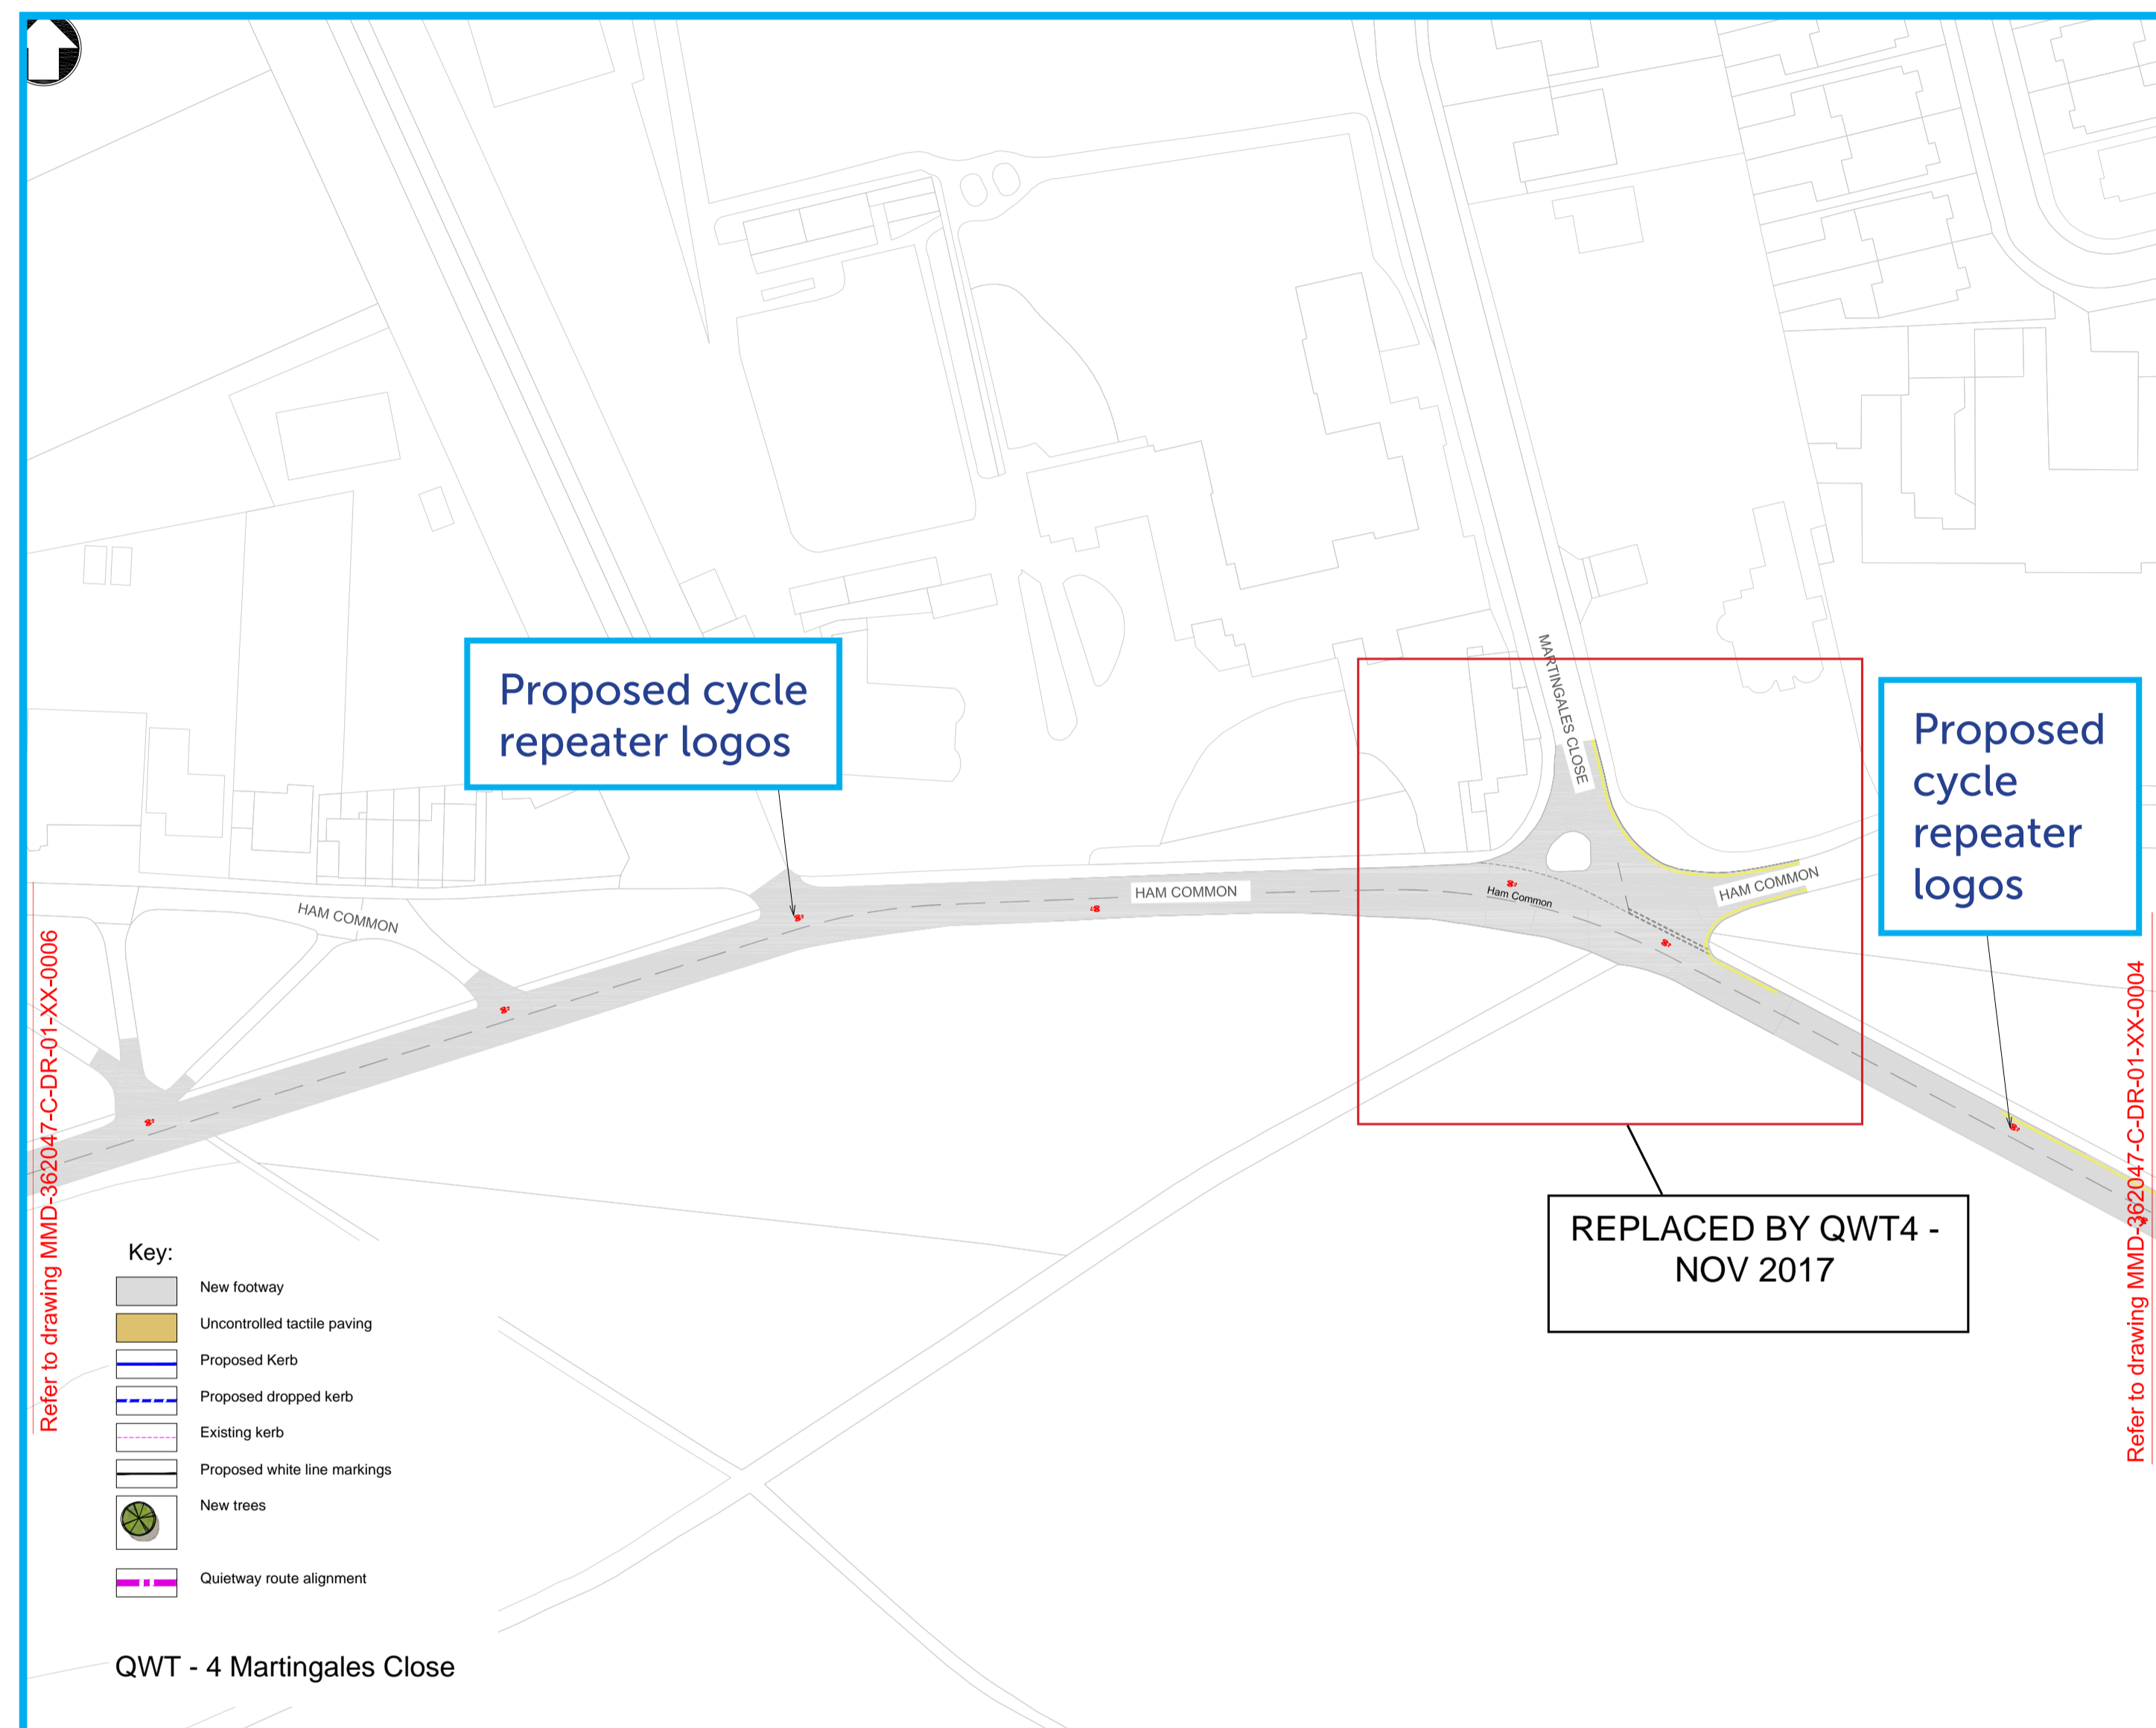 Proposed cycle
repeater logos
MARTINGALES CLOSE
Proposed
cycle
repeater
logos
HAM COMMON
HAM COMMON
HAM COMMON
Ham Common
Refer to drawing MMD-362047-C-DR-01-XX-0006
Refer to drawing MMD-362047-C-DR-01-XX-0004
REPLACED BY QWT4 -
NOV 2017
Key:
New footway
Uncontrolled tactile paving
Proposed Kerb
Proposed dropped kerb
Existing kerb
Proposed white line markings
New trees
Quietway route alignment
QWT - 4 Martingales Close